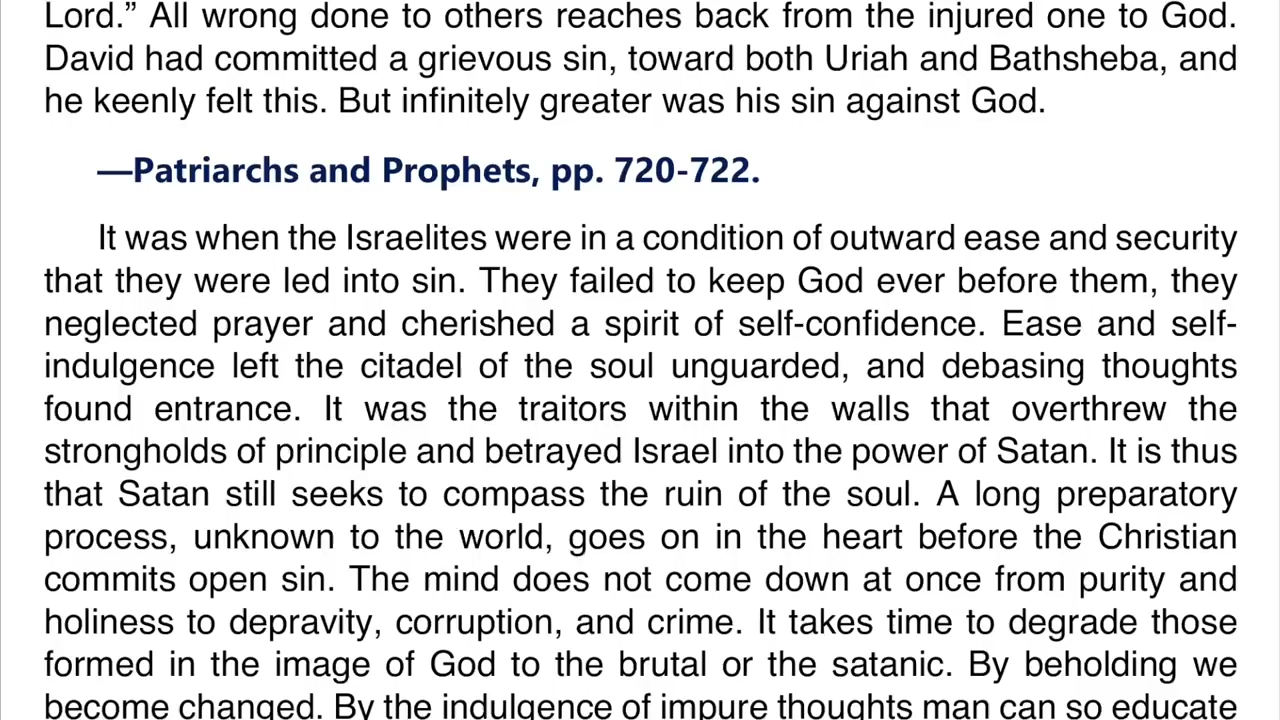 Lord.” All wrong done to others reaches back from the injured one to God.
David had committed a grievous sin, toward both Uriah and Bathsheba, and
he keenly felt this. But infinitely greater was his sin against God.
—Patriarchs and Prophets, pp. 720-722.
It was when the Israelites were in a condition of outward ease and security
that they were led into sin. They failed to keep God ever before them, they
neglected prayer and cherished a spirit of self-confidence. Ease and self-
indulgence left the citadel of the soul unguarded, and debasing thoughts
found entrance. It was the traitors within the walls that overthrew the
strongholds of principle and betrayed Israel into the power of Satan. It is thus
that Satan still seeks to compass the ruin of the soul. A long preparatory
process, unknown to the world, goes on in the heart before the Christian
commits open sin. The mind does not come down at once from purity and
holiness to depravity, corruption, and crime. It takes time to degrade those
formed in the image of God to the brutal or the satanic. By beholding we
become changed. By the indulgence of impure thoughts man can so educate